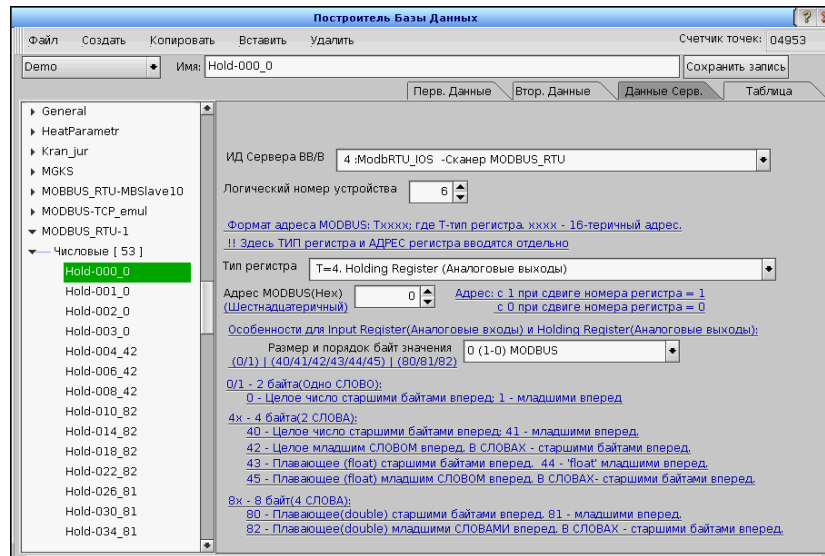 Построитель Базы Данных
Файл Создать Копировать Вставить Удалить Счетчик точек: 04953
Demo Имя: Hold-000_0 Сохранить запись
Перв. Данные Втор. Данные Данные Серв. Таблица
General
HeatParametr
Kran_jur
MGKS
MOBBUS_RTU-MBSlave10
MODBUS-TCP_emul
MODBUS_RTU-1
Числовые [ 53 ]
Hold-000_0
Hold-001_0
Hold-002_0
Hold-003_0
Hold-004_42
Hold-006_42
Hold-008_42
Hold-010_82
Hold-014_82
Hold-018_82
Hold-022_82
Hold-026_81
Hold-030_81
Hold-034_81
ИД Сервера ВВ/В 4 :ModbRTU_IOS -Сканер MODBUS_RTU
Логический номер устройства 6
Формат адреса MODBUS: Тxxxx; где Т-тип регистра. xxxx - 16-теричный адрес.
!! Здесь ТИП регистра и АДРЕС регистра вводятся отдельно
Тип регистра T=4. Holding Register (Аналоговые выходы)
Адрес MODBUS(Hex) 0 Адрес: с 1 при сдвиге номера регистра = 1
(Шестнадцатеричный) с 0 при сдвиге номера регистра = 0
Особенности для Input Register(Аналоговые входы) и Holding Register(Аналоговые выходы):
Размер и порядок байт значения 0 (1-0) MODBUS
(0/1) | (40/41/42/43/44/45) | (80/81/82)
0/1 - 2 байта(Одно СЛОВО):
0 - Целое число старшими байтами вперед; 1 - младшими вперед
4x - 4 байта(2 СЛОВА):
40 - Целое число старшими байтами вперед; 41 - младшими вперед.
42 - Целое младшим СЛОВОМ вперед. В СЛОВАХ - старшими байтами вперед.
43 - Плавающее (float) старшими байтами вперед. 44 - 'float' младшими вперед.
45 - Плавающее (float) младшим СЛОВОМ вперед. В СЛОВАХ- старшими байтами вперед.
8x - 8 байт(4 СЛОВА):
80 - Плавающее(double) старшими байтами вперед. 81 - младшими вперед.
82 - Плавающее(double) младшими СЛОВАМИ вперед. В СЛОВАХ - старшими байтами вперед.